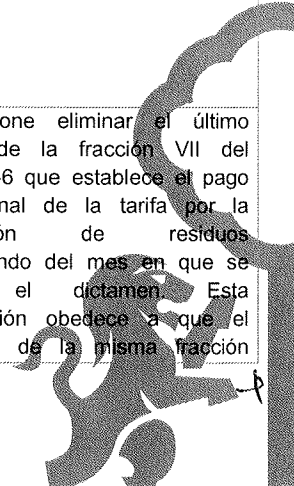 one eliminar el último
de la fracción VII del
6 que establece el pago
nal de la tarifa por la
ón de residuos
ndo del mes en que se
el dictamen Esta
ión obedece a que el
de la misma fracción